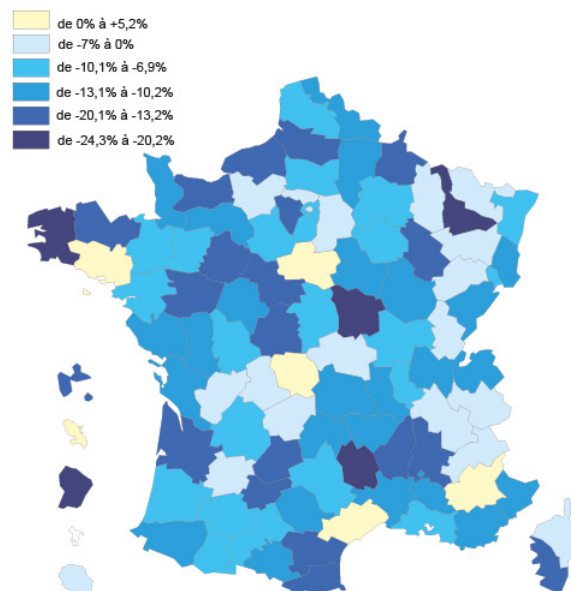 de 0% à +5,2%
de -7% à 0%
de -10,1% à -6,9%
de -13,1% à -10,2%
de -20,1% à -13,2%
de -24,3% à -20,2%